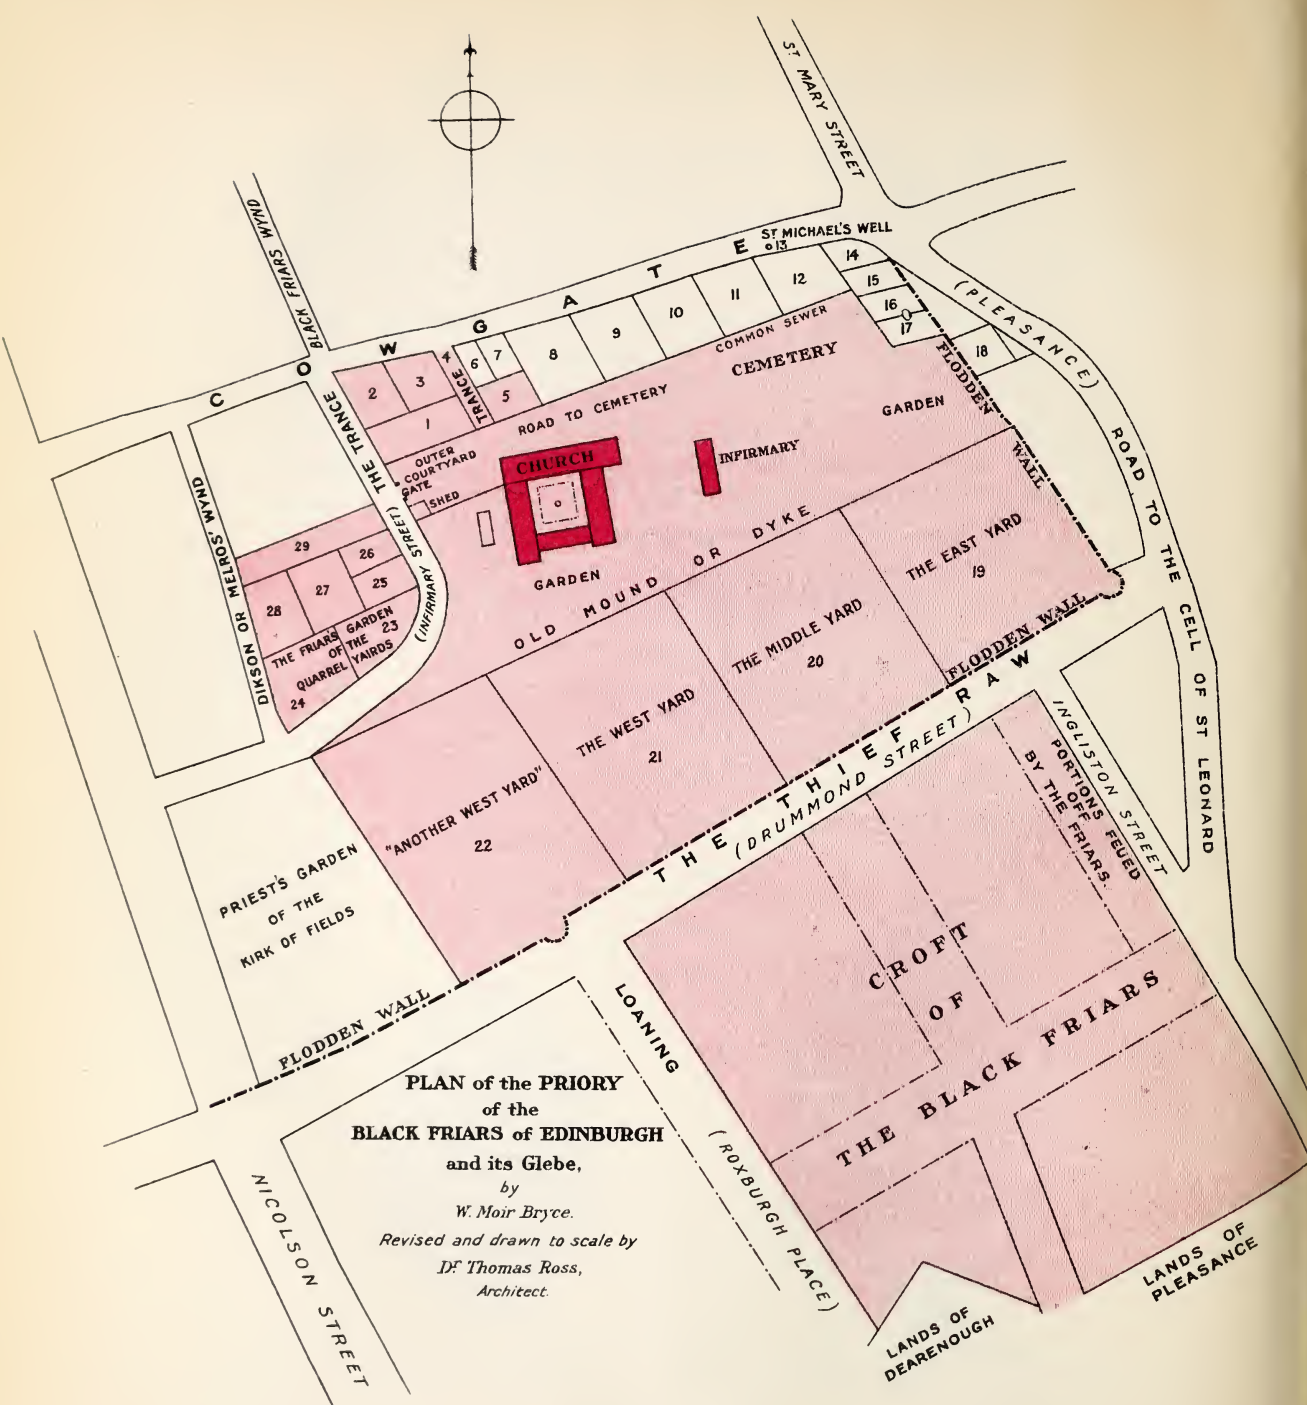 ST MARY STREET
BLACK FRIARS WYND
COWGATE
ST MICHAEL'S WELL
13
14
15
16
17
18
12
11
10
9
8
7
6
4
5
3
2
1
TRANCE
THE TRANCE
(PLEASANCE)
ROAD TO THE CELL OF ST LEONARD
COMMON SEWER
CEMETERY
ROAD TO CEMETERY
GARDEN
FLODDEN WALL
OUTER
COURTYARD
GATE
SHED
CHURCH
INFIRMARY
GARDEN
DIKSON OR MELROS' WYND
(INFIRMARY STREET)
29
26
25
27
28
THE FRIARS GARDEN
OF THE 23
QUARREL YAIRDS
24
OLD MOUND OR DYKE
THE EAST YARD
19
THE MIDDLE YARD
20
THE WEST YARD
21
"ANOTHER WEST YARD"
22
FLODDEN WALL
THE THIEF RAW
(DRUMMOND STREET)
INGLISTON STREET
PORTIONS FEUED
OFF
BY THE FRIARS.
PRIEST'S GARDEN
OF THE
KIRK OF FIELDS
FLODDEN WALL
LOANING
(ROXBURGH PLACE)
CROFT
OF
THE BLACK FRIARS
NICOLSON STREET
PLAN of the PRIORY
of the
BLACK FRIARS of EDINBURGH
and its Glebe,
by
W. Moir Bryce.
Revised and drawn to scale by
Dr Thomas Ross,
Architect.
LANDS OF
DEARENOUGH
LANDS OF
PLEASANCE